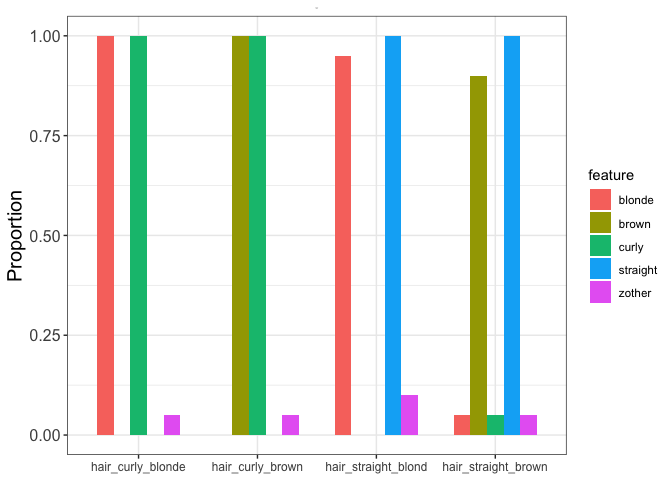 1.00
0.75
0.50
0.25
0.00
Proportion
hair_curly_blonde hair_curly_brown hair_straight_blond hair_straight_brown
feature
blonde
brown
curly
straight
zother